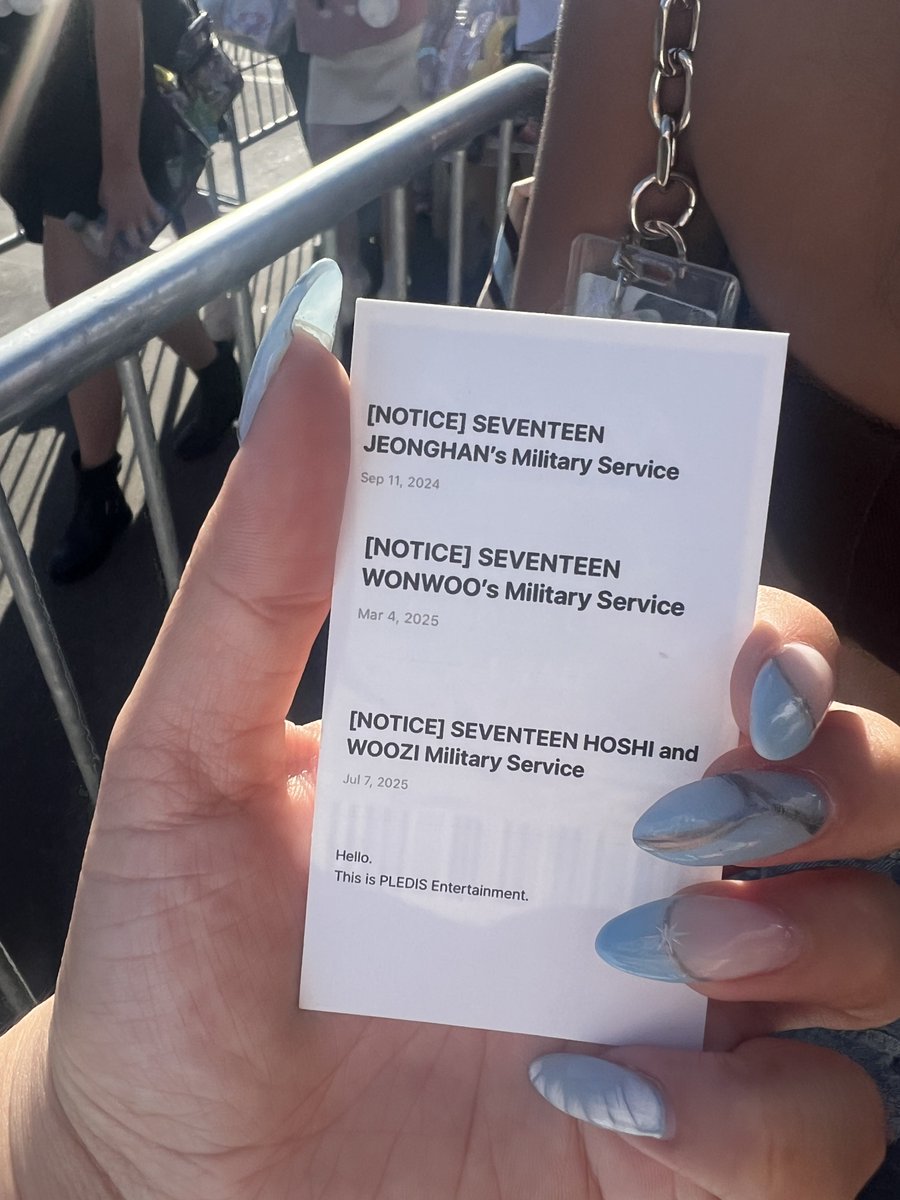 [NOTICE] SEVENTEEN
JEONGHAN’s Military Service
Sep 11, 2024
[NOTICE] SEVENTEEN
WONWOO’s Military Service
Mar 4, 2025
[NOTICE] SEVENTEEN HOSHI and
WOOZI Military Service
Jul 7, 2025
Hello.
This is PLEDIS Entertainment.